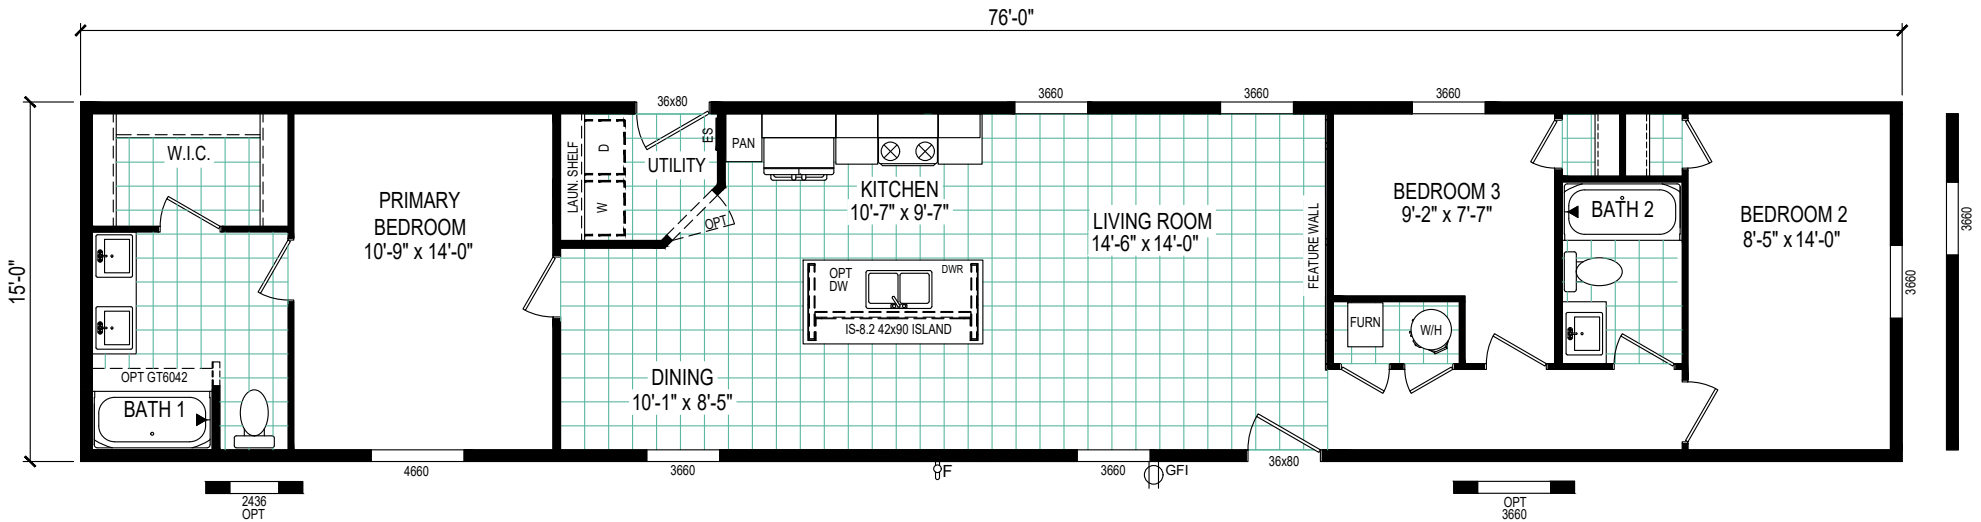 76'-0"
36x80
3660
3660
3660
W.I.C.
LAUN. SHELF
D
W
UTILITY
ES
OPT
PAN
PRIMARY
BEDROOM
10'-9" x 14'-0"
KITCHEN
10'-7" x 9'-7"
LIVING ROOM
14'-6" x 14'-0"
FEATURE WALL
BEDROOM 3
9'-2" x 7'-7"
BATH 2
BEDROOM 2
8'-5" x 14'-0"
3660
3660
15'-0"
OPT
DW
DWR
IS-8.2 42x90 ISLAND
FURN
W/H
OPT GT6042
BATH 1
DINING
10'-1" x 8'-5"
4660
3660
F
3660
GFI
36x80
2436
OPT
OPT
3660